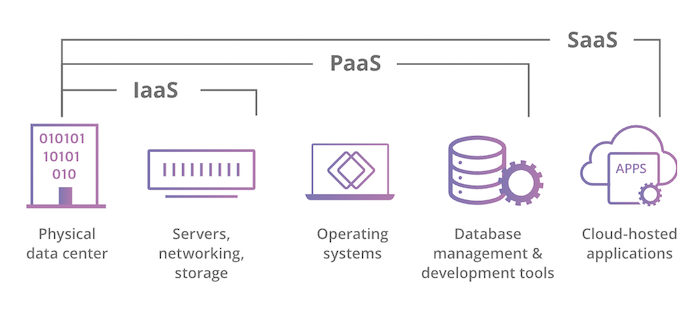 SaaS
PaaS
IaaS
010101
10101
010
APPS
Physical
data center
Servers,
networking,
storage
Operating
systems
Database
management &
development tools
Cloud-hosted
applications